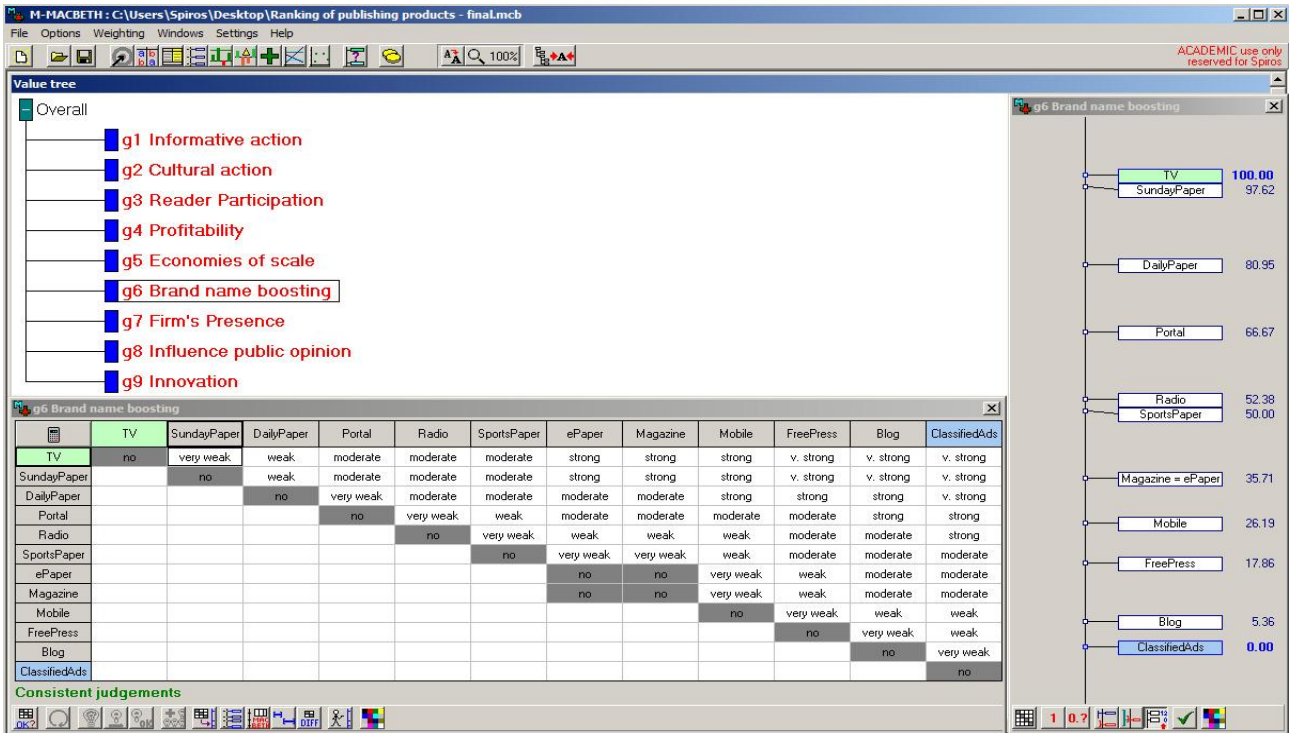 M-MACBETH : C:\Users\Spiros\Desktop\Ranking of publishing products - final.mcb
File Options Weighting Windows Settings Help
100%
ACADEMIC use only
reserved for Spiros
Value tree
Overall
g1 Informative action
g2 Cultural action
g3 Reader Participation
g4 Profitability
g5 Economies of scale
g6 Brand name boosting
g7 Firm's Presence
g8 Influence public opinion
g9 Innovation
g6 Brand name boosting
TV SundayPaper DailyPaper Portal Radio SportsPaper ePaper Magazine Mobile FreePress Blog ClassifiedAds
TV no very weak weak moderate moderate moderate strong strong strong v. strong v. strong v. strong
SundayPaper no weak moderate moderate moderate strong strong strong v. strong v. strong v. strong
DailyPaper no very weak moderate moderate moderate moderate strong strong strong v. strong
Portal no very weak weak moderate moderate moderate moderate strong strong
Radio no very weak weak weak weak moderate moderate strong
SportsPaper no very weak very weak weak moderate moderate moderate
ePaper no no very weak weak moderate moderate
Magazine no no very weak weak moderate moderate
Mobile no very weak weak weak
FreePress no very weak weak
Blog no very weak
ClassifiedAds no
Consistent judgements
OK? OK MAC BETH DIFF
g6 Brand name boosting
TV 100.00
SundayPaper 97.62
DailyPaper 80.95
Portal 66.67
Radio 52.38
SportsPaper 50.00
Magazine = ePaper 35.71
Mobile 26.19
FreePress 17.86
Blog 5.36
ClassifiedAds 0.00
1 0.?